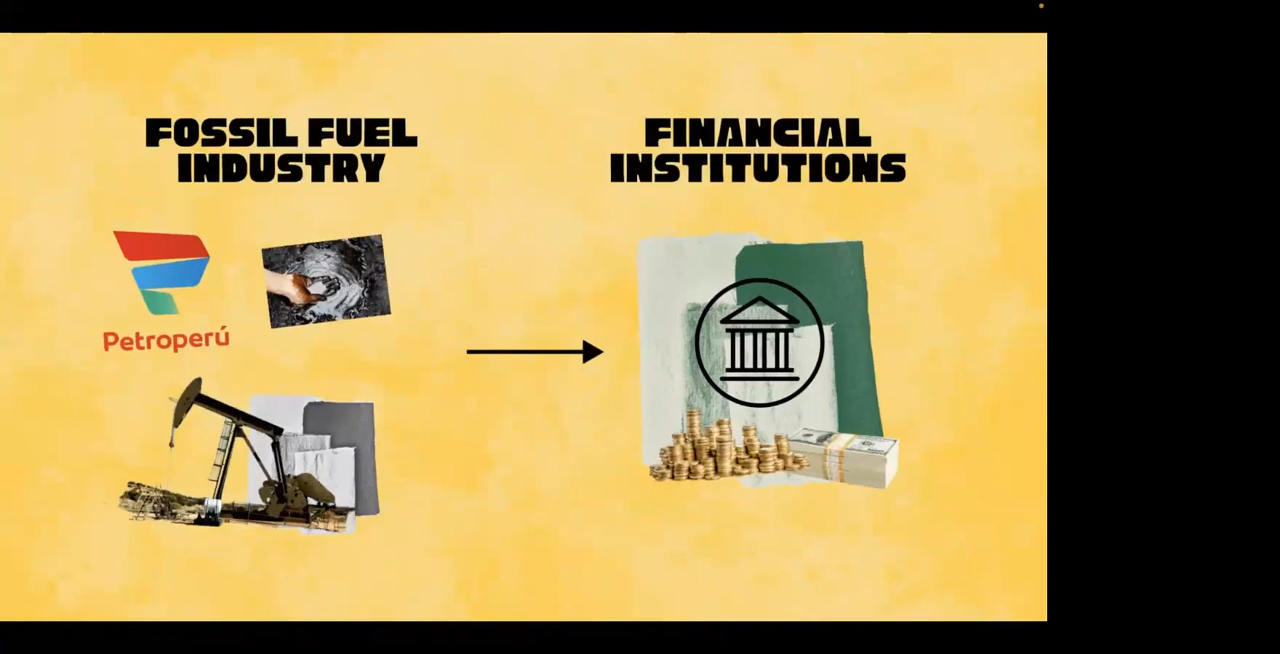 FOSSIL FUEL
INDUSTRY
FINANCIAL
INSTITUTIONS
Petroperú